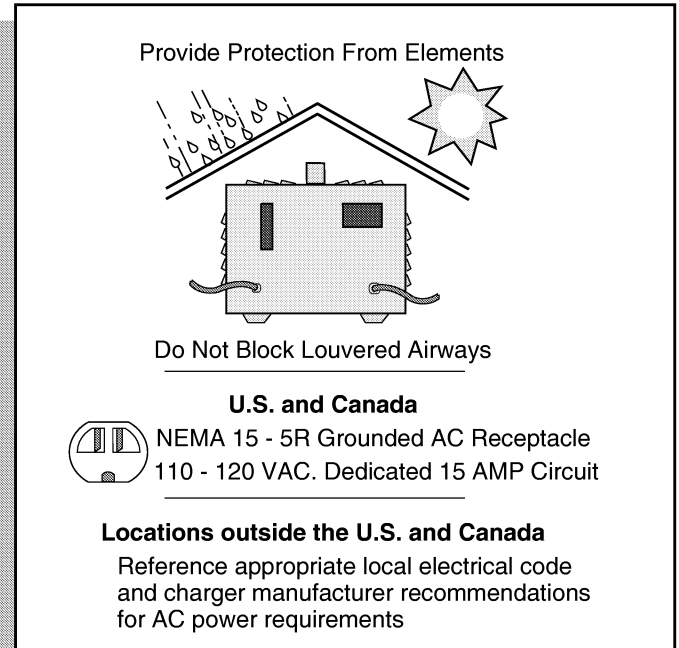 Provide Protection From Elements
Do Not Block Louvered Airways
U.S. and Canada
NEMA 15 - 5R Grounded AC Receptacle
110 - 120 VAC. Dedicated 15 AMP Circuit
Locations outside the U.S. and Canada
Reference appropriate local electrical code
and charger manufacturer recommendations
for AC power requirements